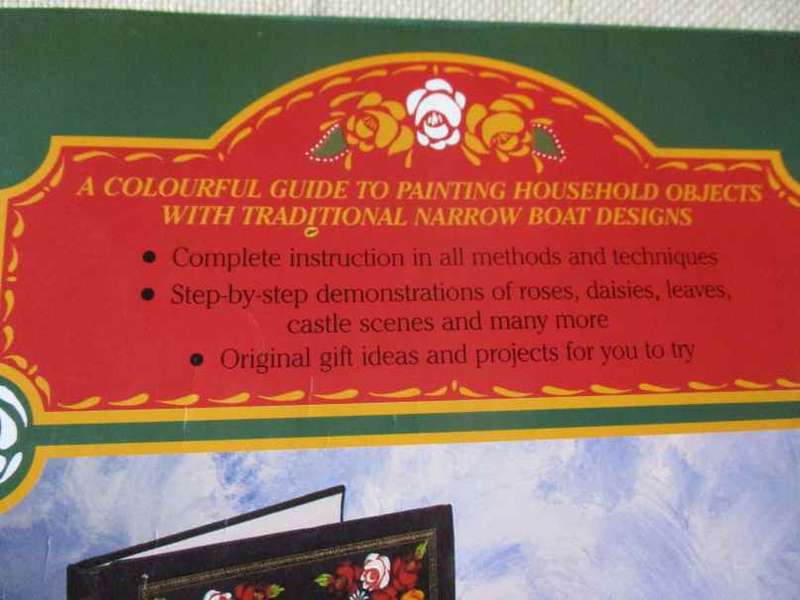 A COLOURFUL GUIDE TO PAINTING HOUSEHOLD OBJECTS
WITH TRADITIONAL NARROW BOAT DESIGNS
• Complete instruction in all methods and techniques
• Step-by-step demonstrations of roses, daisies, leaves,
castle scenes and many more
• Original gift ideas and projects for you to try